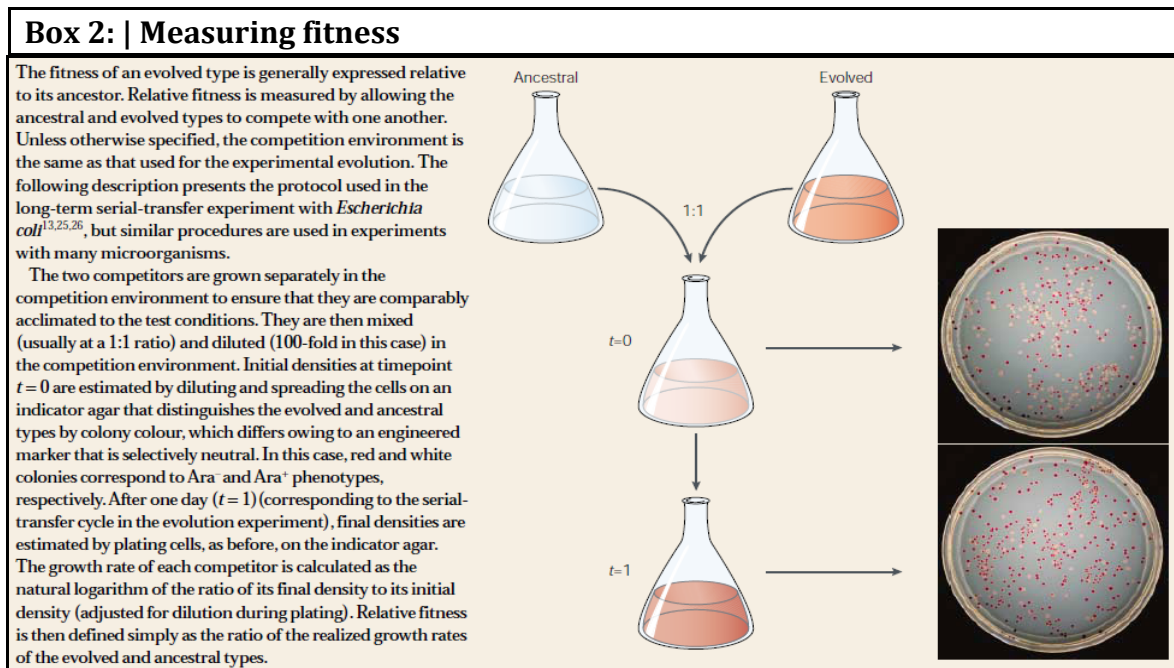 Box 2: | Measuring fitness
The fitness of an evolved type is generally expressed relative
to its ancestor. Relative fitness is measured by allowing the
ancestral and evolved types to compete with one another.
Unless otherwise specified, the competition environment is
the same as that used for the experimental evolution. The
following description presents the protocol used in the
long-term serial-transfer experiment with Escherichia
coli13,25,26, but similar procedures are used in experiments
with many microorganisms.
The two competitors are grown separately in the
competition environment to ensure that they are comparably
acclimated to the test conditions. They are then mixed
(usually at a 1:1 ratio) and diluted (100-fold in this case) in
the competition environment. Initial densities at timepoint
t = 0 are estimated by diluting and spreading the cells on an
indicator agar that distinguishes the evolved and ancestral
types by colony colour, which differs owing to an engineered
marker that is selectively neutral. In this case, red and white
colonies correspond to Ara⁻ and Ara⁺ phenotypes,
respectively. After one day (t = 1) (corresponding to the serial-
transfer cycle in the evolution experiment), final densities are
estimated by plating cells, as before, on the indicator agar.
The growth rate of each competitor is calculated as the
natural logarithm of the ratio of its final density to its initial
density (adjusted for dilution during plating). Relative fitness
is then defined simply as the ratio of the realized growth rates
of the evolved and ancestral types.
Ancestral
Evolved
1:1
t=0
t=1